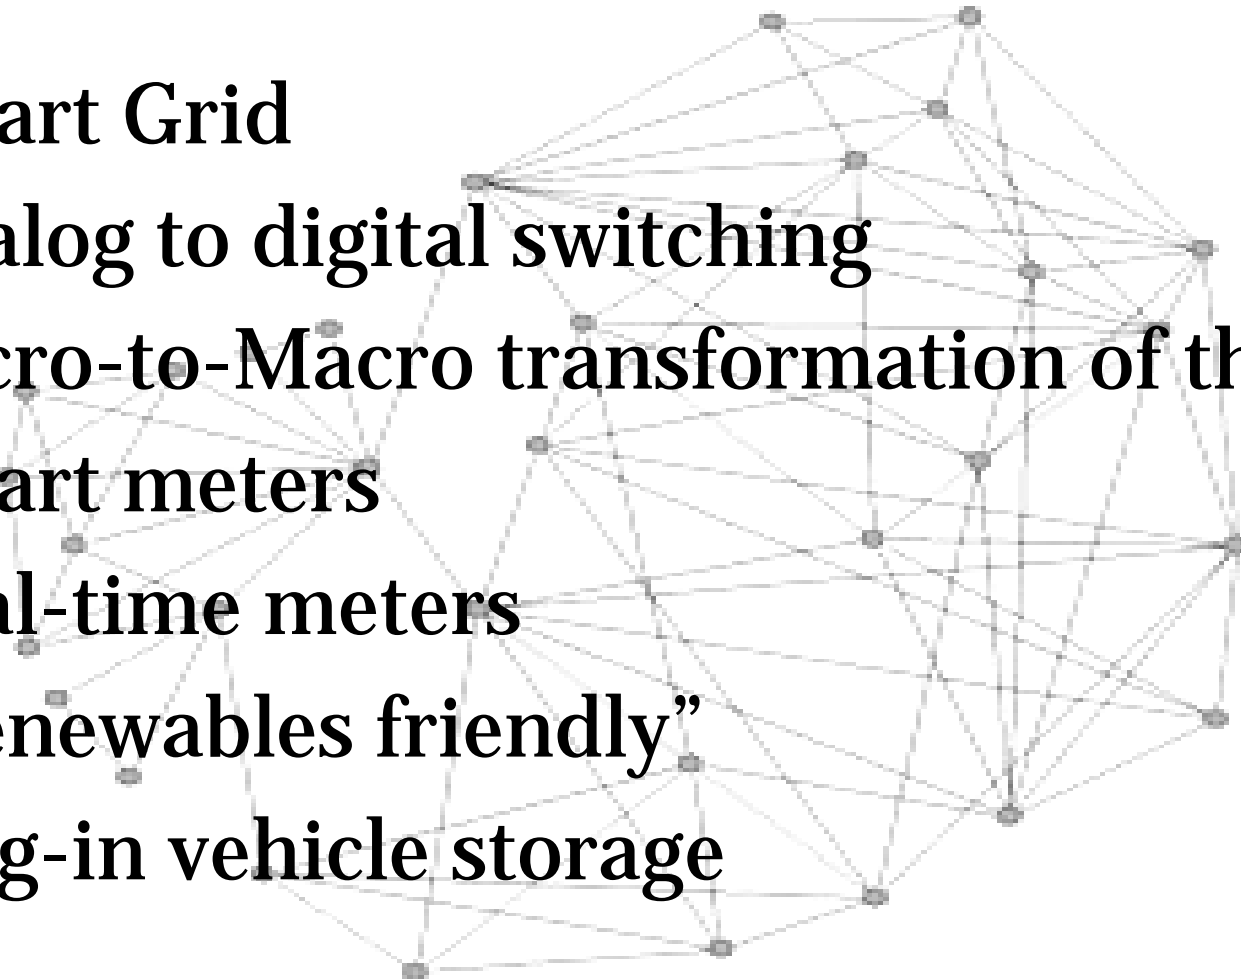 art Grid
alog to digital switching
cro-to-Macro transformation of th
art meters
al-time meters
enewables friendly”
g-in vehicle storage